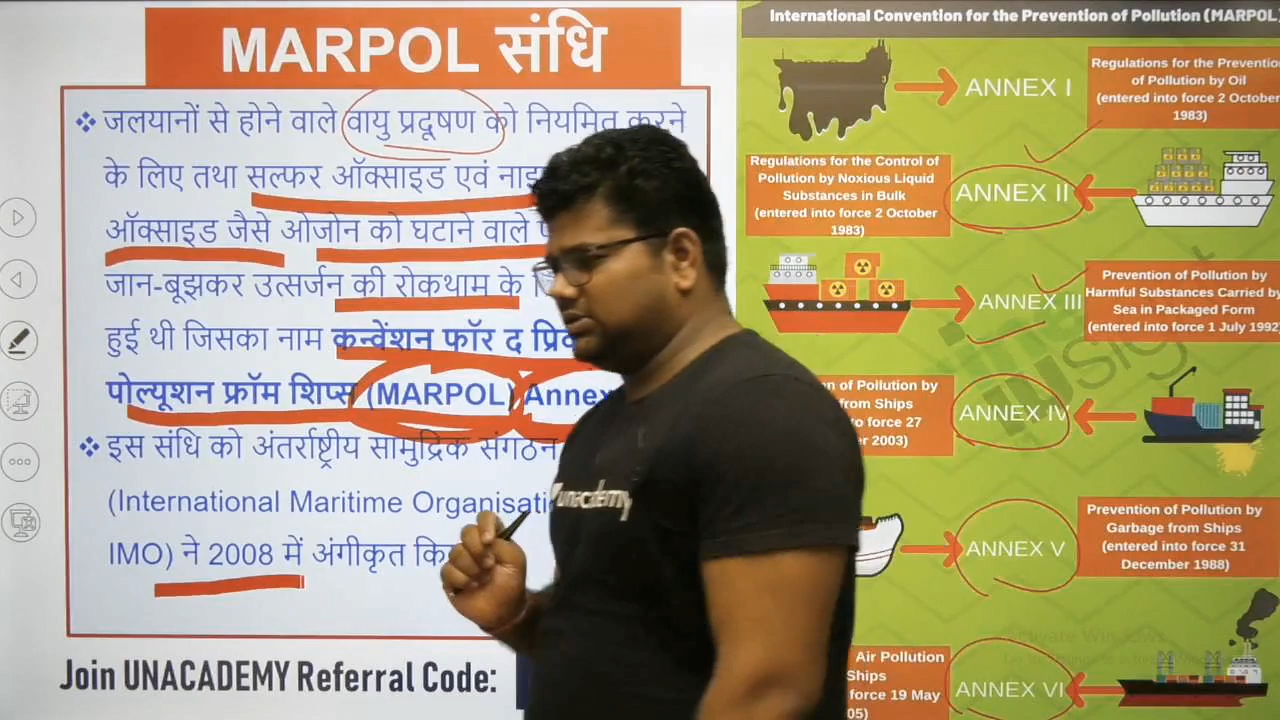 MARPOL संधि
जलयानों से होने वाले वायु प्रदूषण को नियमित करने
के लिए तथा सल्फर ऑक्साइड एवं
ऑक्साइड जैसे ओजोन को घटाने वाले
जान-बूझकर उत्सर्जन की रोकथाम के
हुई थी जिसका नाम कन्वेंशन फॉर द
पोल्यूशन फ्रॉम शिप्स (MARPOL) Annex
इस संधि को अंतर्राष्ट्रीय सामुद्रिक संगठन
(International Maritime
IMO) ने 2008 में अंगीकृत
Join UNACADEMY Referral Code:
International Convention for the Prevention of Pollution (MARPOL)
ANNEX I
Regulations for the Prevention
of Pollution by Oil
(entered into force 2 October
1983)
Regulations for the Control of
Pollution by Noxious Liquid
Substances in Bulk
(entered into force 2 October
1983)
ANNEX II
ANNEX III
Prevention of Pollution by
Harmful Substances Carried by
Sea in Packaged Form
(entered into force 1 July 1992)
of Pollution by
from Ships
force 27
2003)
ANNEX IV
ANNEX V
Prevention of Pollution by
Garbage from Ships
(entered into force 31
December 1988)
Air Pollution
Ships
force 19 May
ANNEX VI
Activate Windows
unacademy